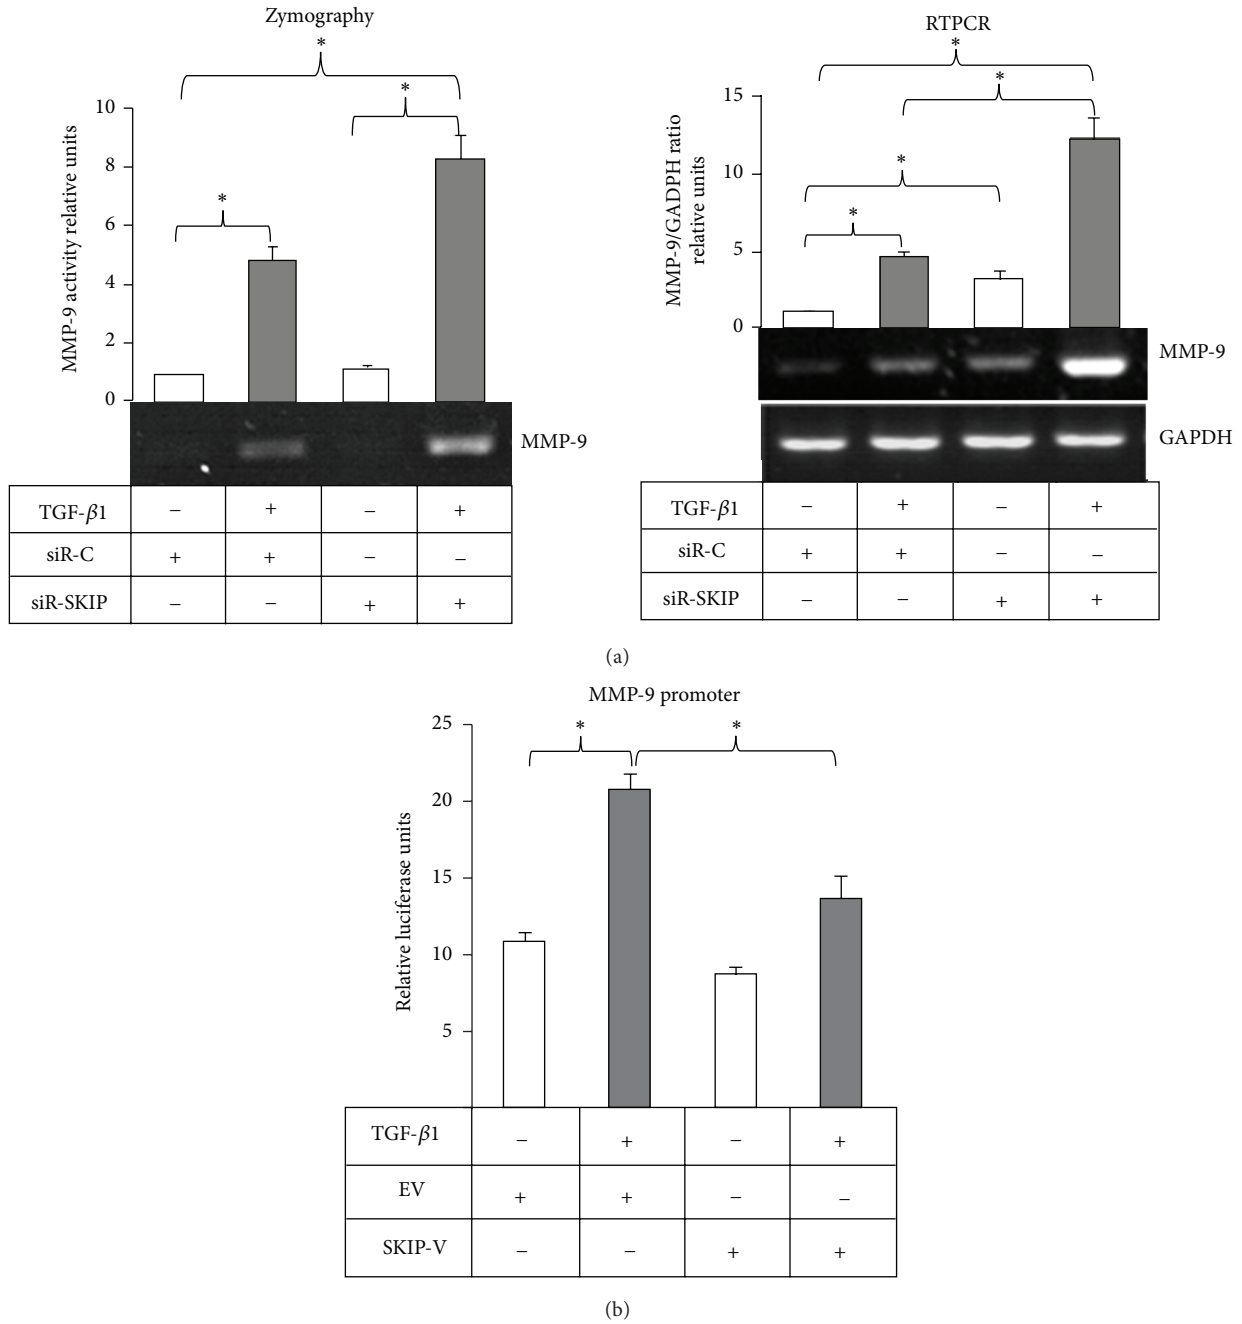 Zymography
*
*
*
MMP-9 activity relative units
10
8
6
4
2
0
MMP-9
TGF-β1 − + − +
siR-C + + − −
siR-SKIP − − + +
RTPCR
*
*
*
*
MMP-9/GADPH ratio
relative units
15
10
5
0
MMP-9
GAPDH
TGF-β1 − + − +
siR-C + + − −
siR-SKIP − − + +
(a)
MMP-9 promoter
*
*
Relative luciferase units
25
20
15
10
5
TGF-β1 − + − +
EV + + − −
SKIP-V − − + +
(b)